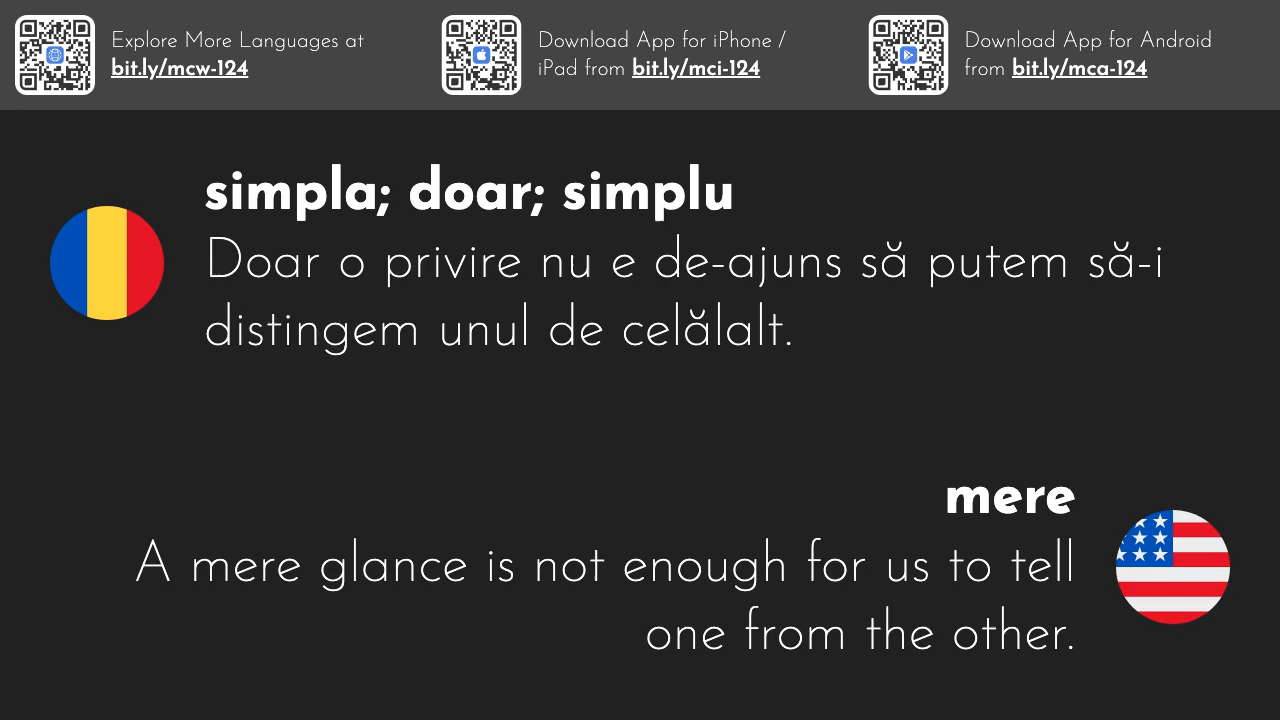 Explore More Languages at
bit.ly/mcw-124
Download App for iPhone /
iPad from bit.ly/mci-124
Download App for Android
from bit.ly/mca-124
simpla; doar; simplu
Doar o privire nu e de-ajuns să putem să-i
distingem unul de celălalt.
mere
A mere glance is not enough for us to tell
one from the other.